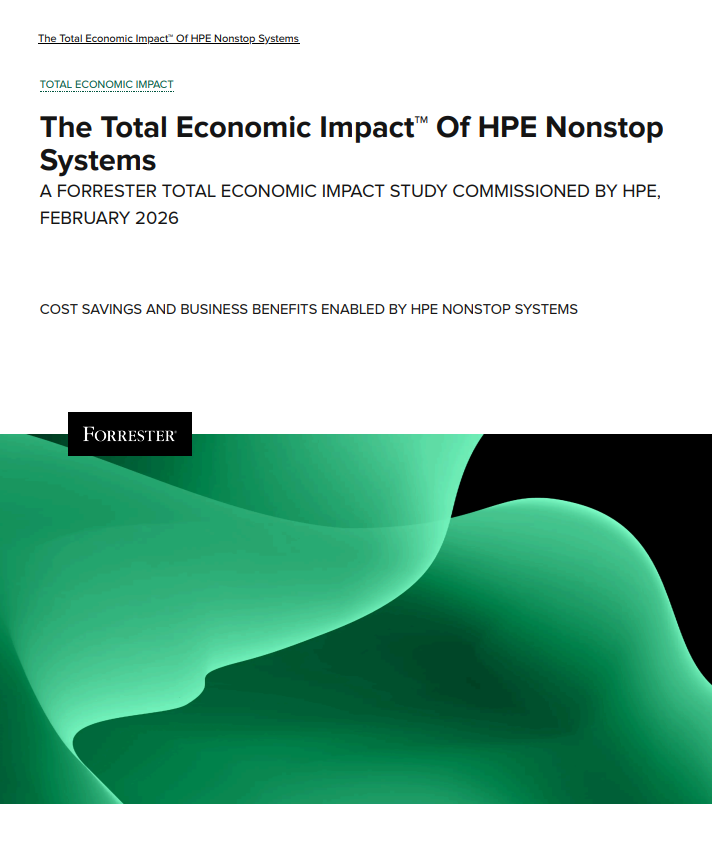 The Total Economic Impact™ Of HPE Nonstop Systems
TOTAL ECONOMIC IMPACT
The Total Economic Impact™ Of HPE Nonstop
Systems
A FORRESTER TOTAL ECONOMIC IMPACT STUDY COMMISSIONED BY HPE,
FEBRUARY 2026
COST SAVINGS AND BUSINESS BENEFITS ENABLED BY HPE NONSTOP SYSTEMS
FORRESTER®